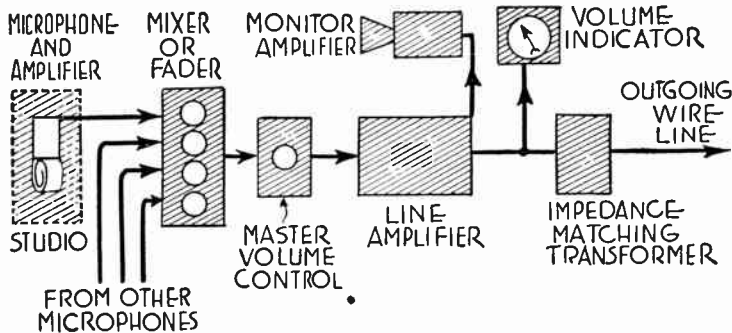 MICROPHONE
AND
AMPLIFIER
MIXER
OR
FADER
MONITOR
AMPLIFIER
VOLUME
INDICATOR
OUTGOING
WIRE
LINE
STUDIO
MASTER
VOLUME
CONTROL
LINE
AMPLIFIER
IMPEDANCE
MATCHING
TRANSFORMER
FROM OTHER
MICROPHONES